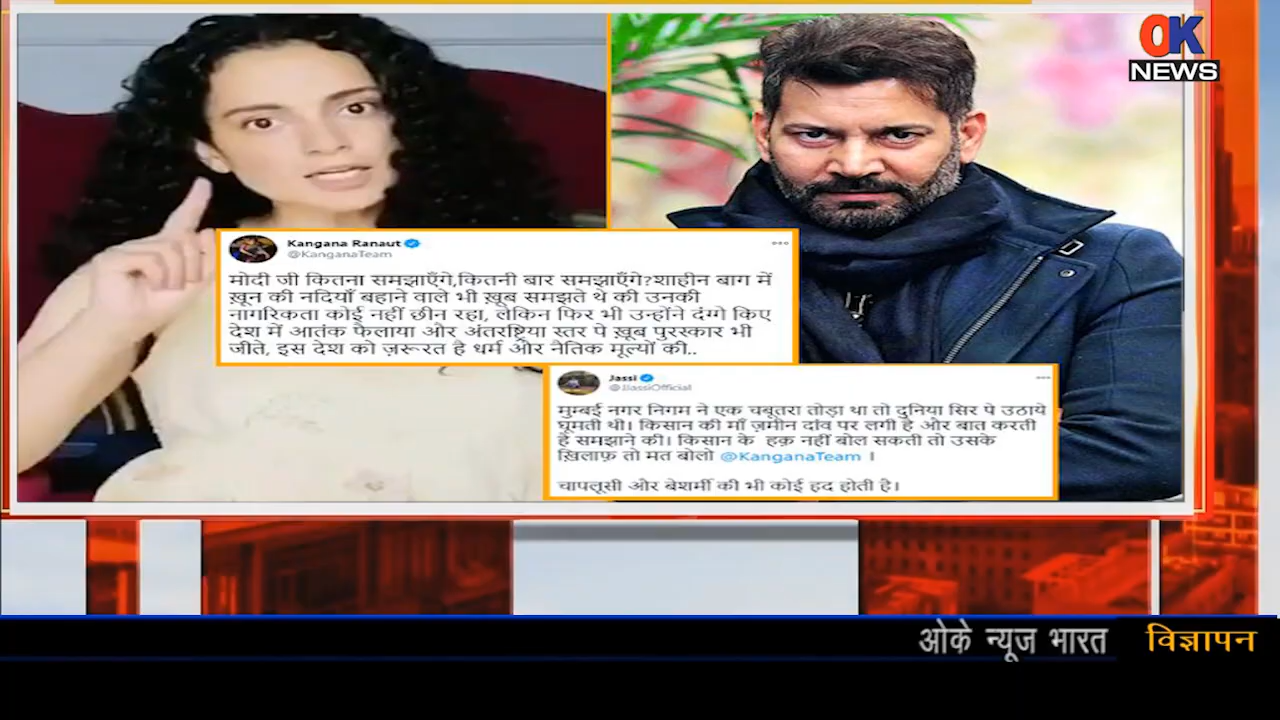 OK
NEWS
Kangana Ranaut
@KanganaTeam
मोदी जी कितना समझाएँगे,कितनी बार समझाएँगे?शाहीन बाग में
ख़ून की नदियाँ बहाने वाले भी ख़ूब समझते थे की उनकी
नागरिकता कोई नहीं छीन रहा, लेकिन फिर भी उन्होंने दंग्गे किए
देश में आतंक फैलाया और अंतरष्ट्रिया स्तर पे ख़ूब पुरस्कार भी
जीते, इस देश को ज़रूरत है धर्म और नैतिक मूल्यों की..
Jassi
@JJassiOfficial
मुम्बई नगर निगम ने एक चबूतरा तोड़ा था तो दुनिया सिर पे उठाये
घूमती थी। किसान की माँ ज़मीन दांव पर लगी है और बात करती
है समझाने की। किसान के हक़ नहीं बोल सकती तो उसके
ख़िलाफ़ तो मत बोलो @KanganaTeam ।
चापलूसी और बेशर्मी की भी कोई हद होती है।
ओके न्यूज भारत विज्ञापन